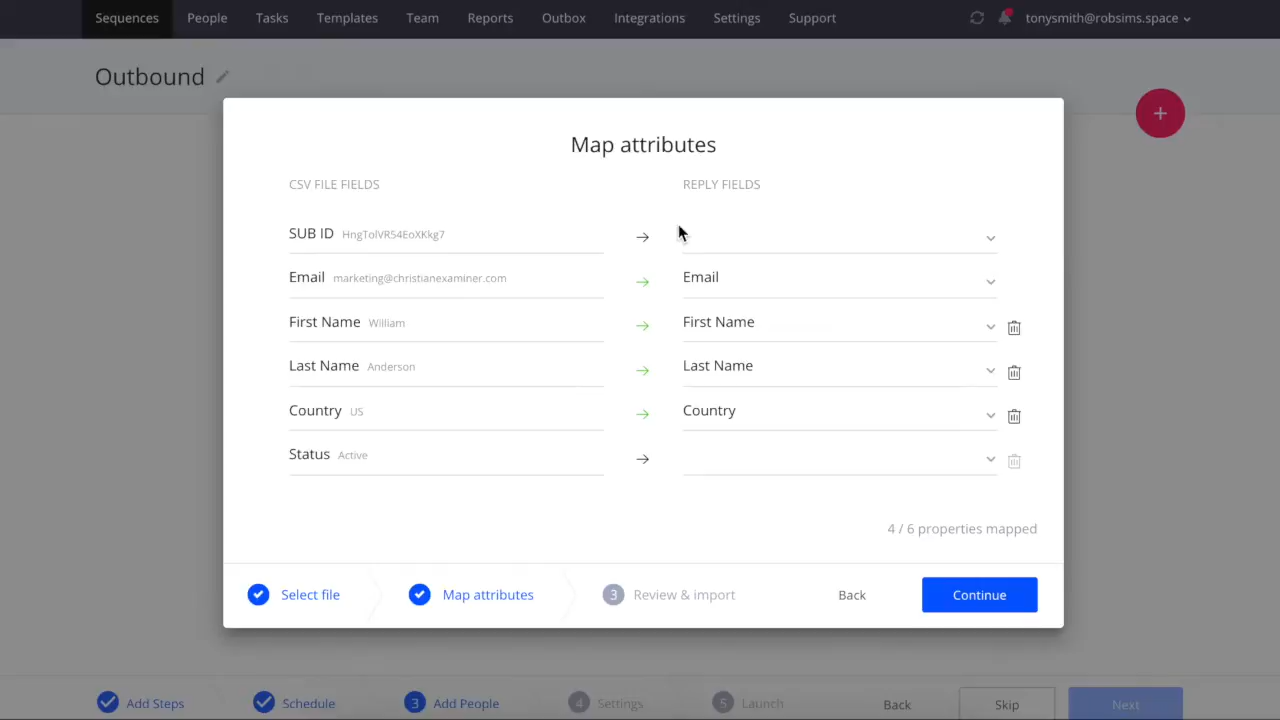 Sequences People Tasks Templates Team Reports Outbox Integrations Settings Support tonysmith@robsims.space
Outbound
Map attributes
CSV FILE FIELDS REPLY FIELDS
SUB ID HngTolVR54EoXKkg7
Email marketing@christianexaminer.com Email
First Name William First Name
Last Name Anderson Last Name
Country US Country
Status Active
4 / 6 properties mapped
Select file Map attributes 3 Review & import Back Continue
Add Steps Schedule 3 Add People 4 Settings 5 Launch Back Skip Next